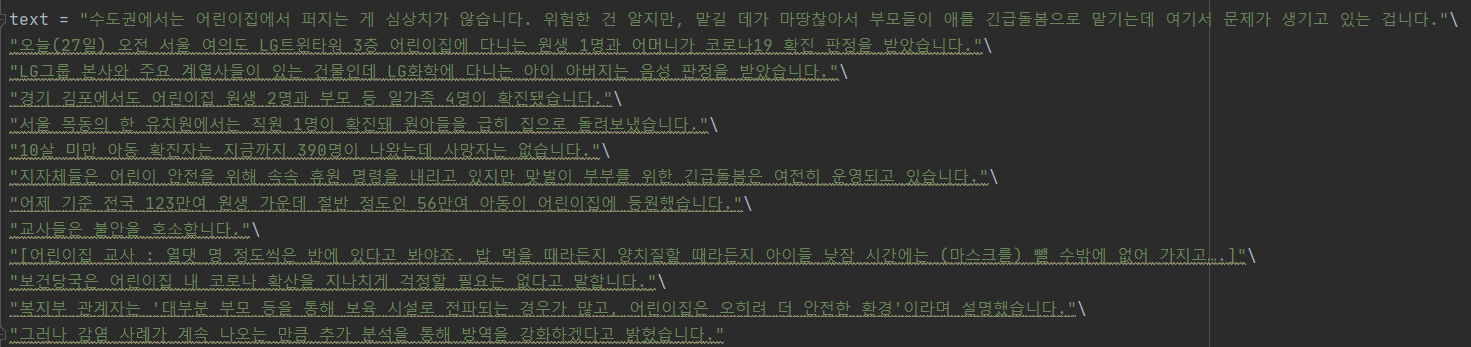 text = "수도권에서는 어린이집에서 퍼지는 게 심상치가 않습니다. 위험한 건 알지만, 맡길 데가 마땅찮아서 부모들이 애를 긴급돌봄으로 맡기는데 여기서 문제가 생기고 있는 겁니다."\
"오늘(27일) 오전 서울 여의도 LG트윈타워 3층 어린이집에 다니는 원생 1명과 어머니가 코로나19 확진 판정을 받았습니다."\
"LG그룹 본사와 주요 계열사들이 있는 건물인데 LG화학에 다니는 아이 아버지는 음성 판정을 받았습니다."\
"경기 김포에서도 어린이집 원생 2명과 부모 등 일가족 4명이 확진됐습니다."\
"서울 목동의 한 유치원에서는 직원 1명이 확진돼 원아들을 급히 집으로 돌려보냈습니다."\
"10살 미만 아동 확진자는 지금까지 390명이 나왔는데 사망자는 없습니다."\
"지자체들은 어린이 안전을 위해 속속 휴원 명령을 내리고 있지만 맞벌이 부부를 위한 긴급돌봄은 여전히 운영되고 있습니다."\
"어제 기준 전국 123만여 원생 가운데 절반 정도인 56만여 아동이 어린이집에 등원했습니다."\
"교사들은 불안을 호소합니다."\
"[어린이집 교사 : 열댓 명 정도씩은 반에 있다고 봐야죠. 밥 먹을 때라든지 양치질할 때라든지 아이들 낮잠 시간에는 (마스크를) 뺄 수밖에 없어 가지고….]"\
"보건당국은 어린이집 내 코로나 확산을 지나치게 걱정할 필요는 없다고 말합니다."\
"복지부 관계자는 '대부분 부모 등을 통해 보육 시설로 전파되는 경우가 많고, 어린이집은 오히려 더 안전한 환경'이라며 설명했습니다."\
"그러나 감염 사례가 계속 나오는 만큼 추가 분석을 통해 방역을 강화하겠다고 밝혔습니다."